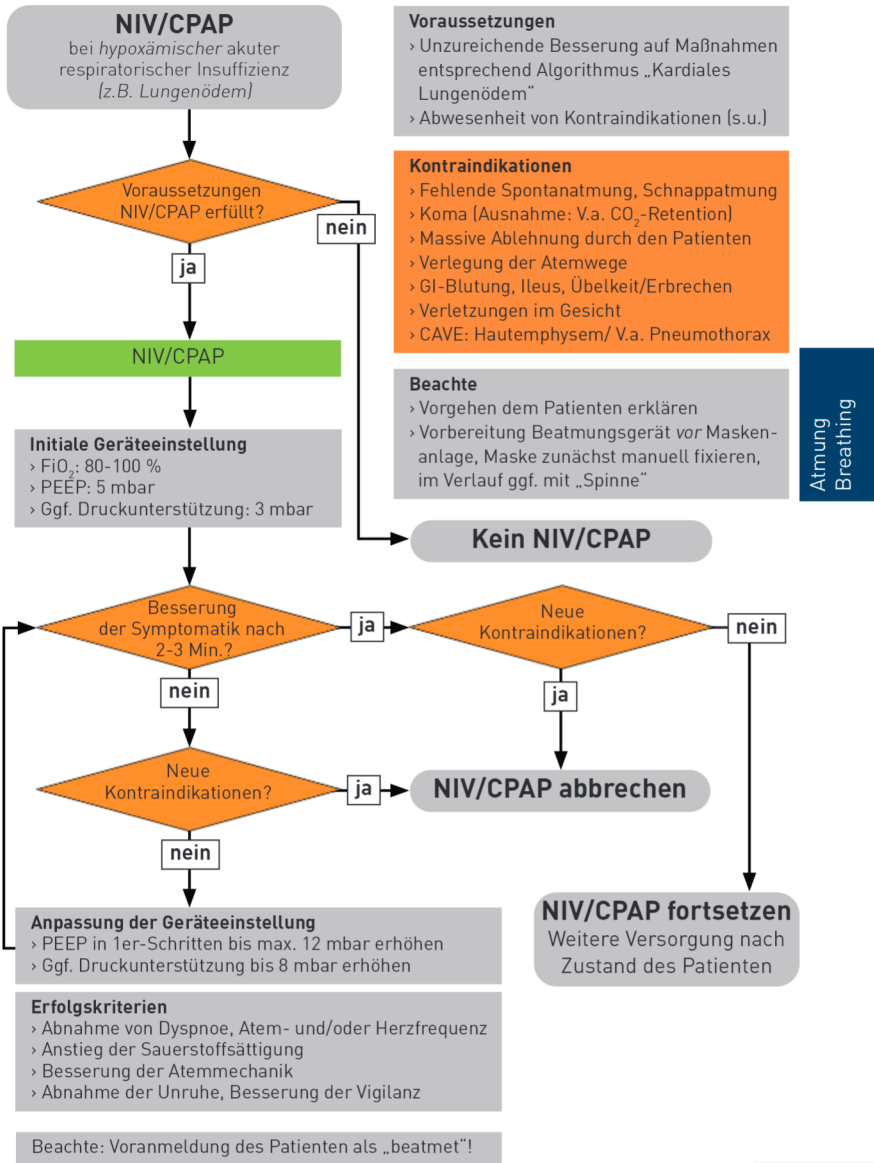 NIV/CPAP
bei hypoxämischer akuter
respiratorischer Insuffizienz
(z.B. Lungenödem)
Voraussetzungen
› Unzureichende Besserung auf Maßnahmen
entsprechend Algorithmus „Kardiales
Lungenödem“
› Abwesenheit von Kontraindikationen (s.u.)
Voraussetzungen
NIV/CPAP erfüllt?
nein
ja
Kontraindikationen
› Fehlende Spontanatmung, Schnappatmung
› Koma (Ausnahme: V.a. CO₂-Retention)
› Massive Ablehnung durch den Patienten
› Verlegung der Atemwege
› GI-Blutung, Ileus, Übelkeit/Erbrechen
› Verletzungen im Gesicht
› CAVE: Hautemphysem/ V.a. Pneumothorax
NIV/CPAP
Beachte
› Vorgehen dem Patienten erklären
› Vorbereitung Beatmungsgerät vor Masken-
anlage, Maske zunächst manuell fixieren,
im Verlauf ggf. mit „Spinne“
Atmung
Breathing
Initiale Geräteeinstellung
› FiO₂: 80-100 %
› PEEP: 5 mbar
› Ggf. Druckunterstützung: 3 mbar
Kein NIV/CPAP
Besserung
der Symptomatik nach
2-3 Min.?
ja
Neue
Kontraindikationen?
nein
nein
ja
Neue
Kontraindikationen?
ja
NIV/CPAP abbrechen
nein
NIV/CPAP fortsetzen
Weitere Versorgung nach
Zustand des Patienten
Anpassung der Geräteeinstellung
› PEEP in 1er-Schritten bis max. 12 mbar erhöhen
› Ggf. Druckunterstützung bis 8 mbar erhöhen
Erfolgskriterien
› Abnahme von Dyspnoe, Atem- und/oder Herzfrequenz
› Anstieg der Sauerstoffsättigung
› Besserung der Atemmechanik
› Abnahme der Unruhe, Besserung der Vigilanz
Beachte: Voranmeldung des Patienten als „beatmet“!